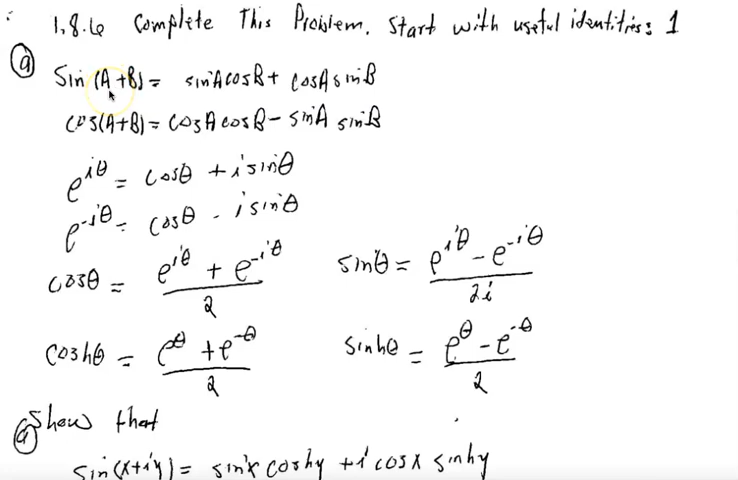 1.8.6 Complete This Problem. Start with useful identities: 1
(a)
Sin(A+B) = sinAcosB + cosAsinB
cos(A+B) = cosAcosB - sinA sinB
e^{iθ} = cosθ + i sinθ
e^{-iθ} = cosθ - i sinθ
cosθ = (e^{iθ} + e^{-iθ})/2 sinθ = (e^{iθ} - e^{-iθ})/2i
coshθ = (e^{θ} + e^{-θ})/2 sinhθ = (e^{θ} - e^{-θ})/2
(a) Show that
sin(x+iy) = sinx coshy + i cosx sinhy